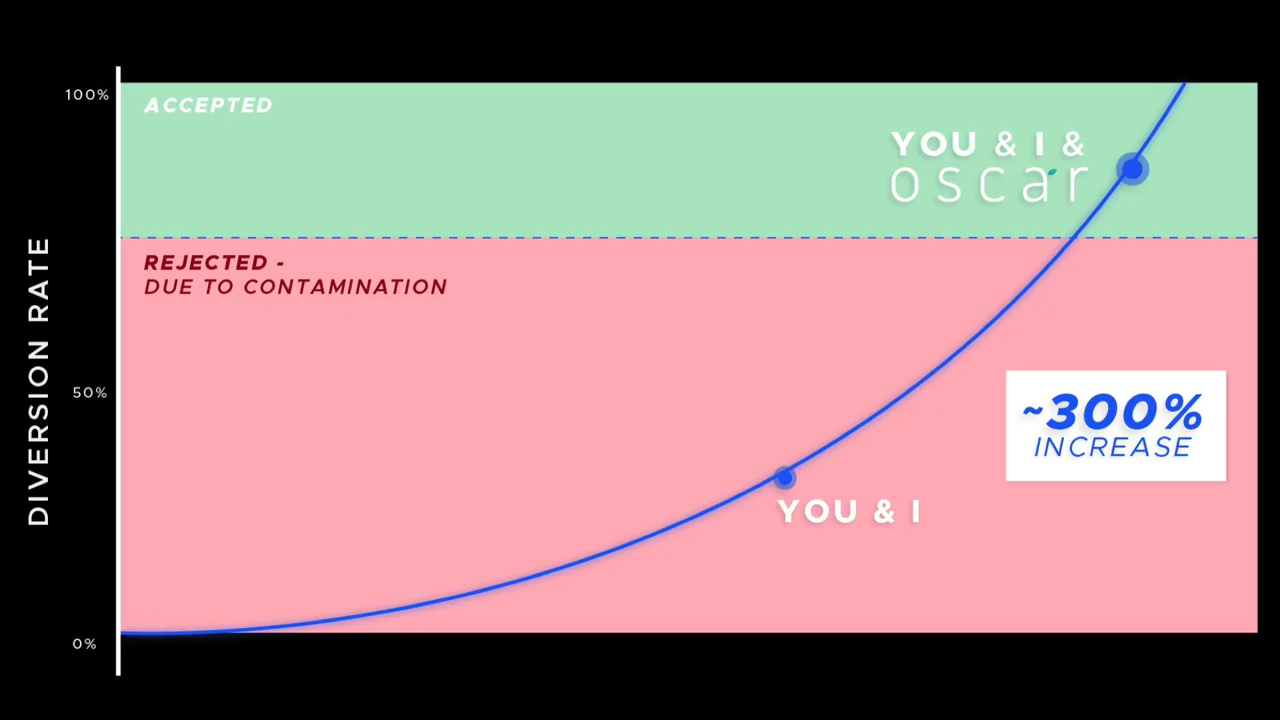 100%
ACCEPTED
YOU & I &
oscar
REJECTED -
DUE TO CONTAMINATION
DIVERSION RATE
50%
~300%
INCREASE
YOU & I
0%